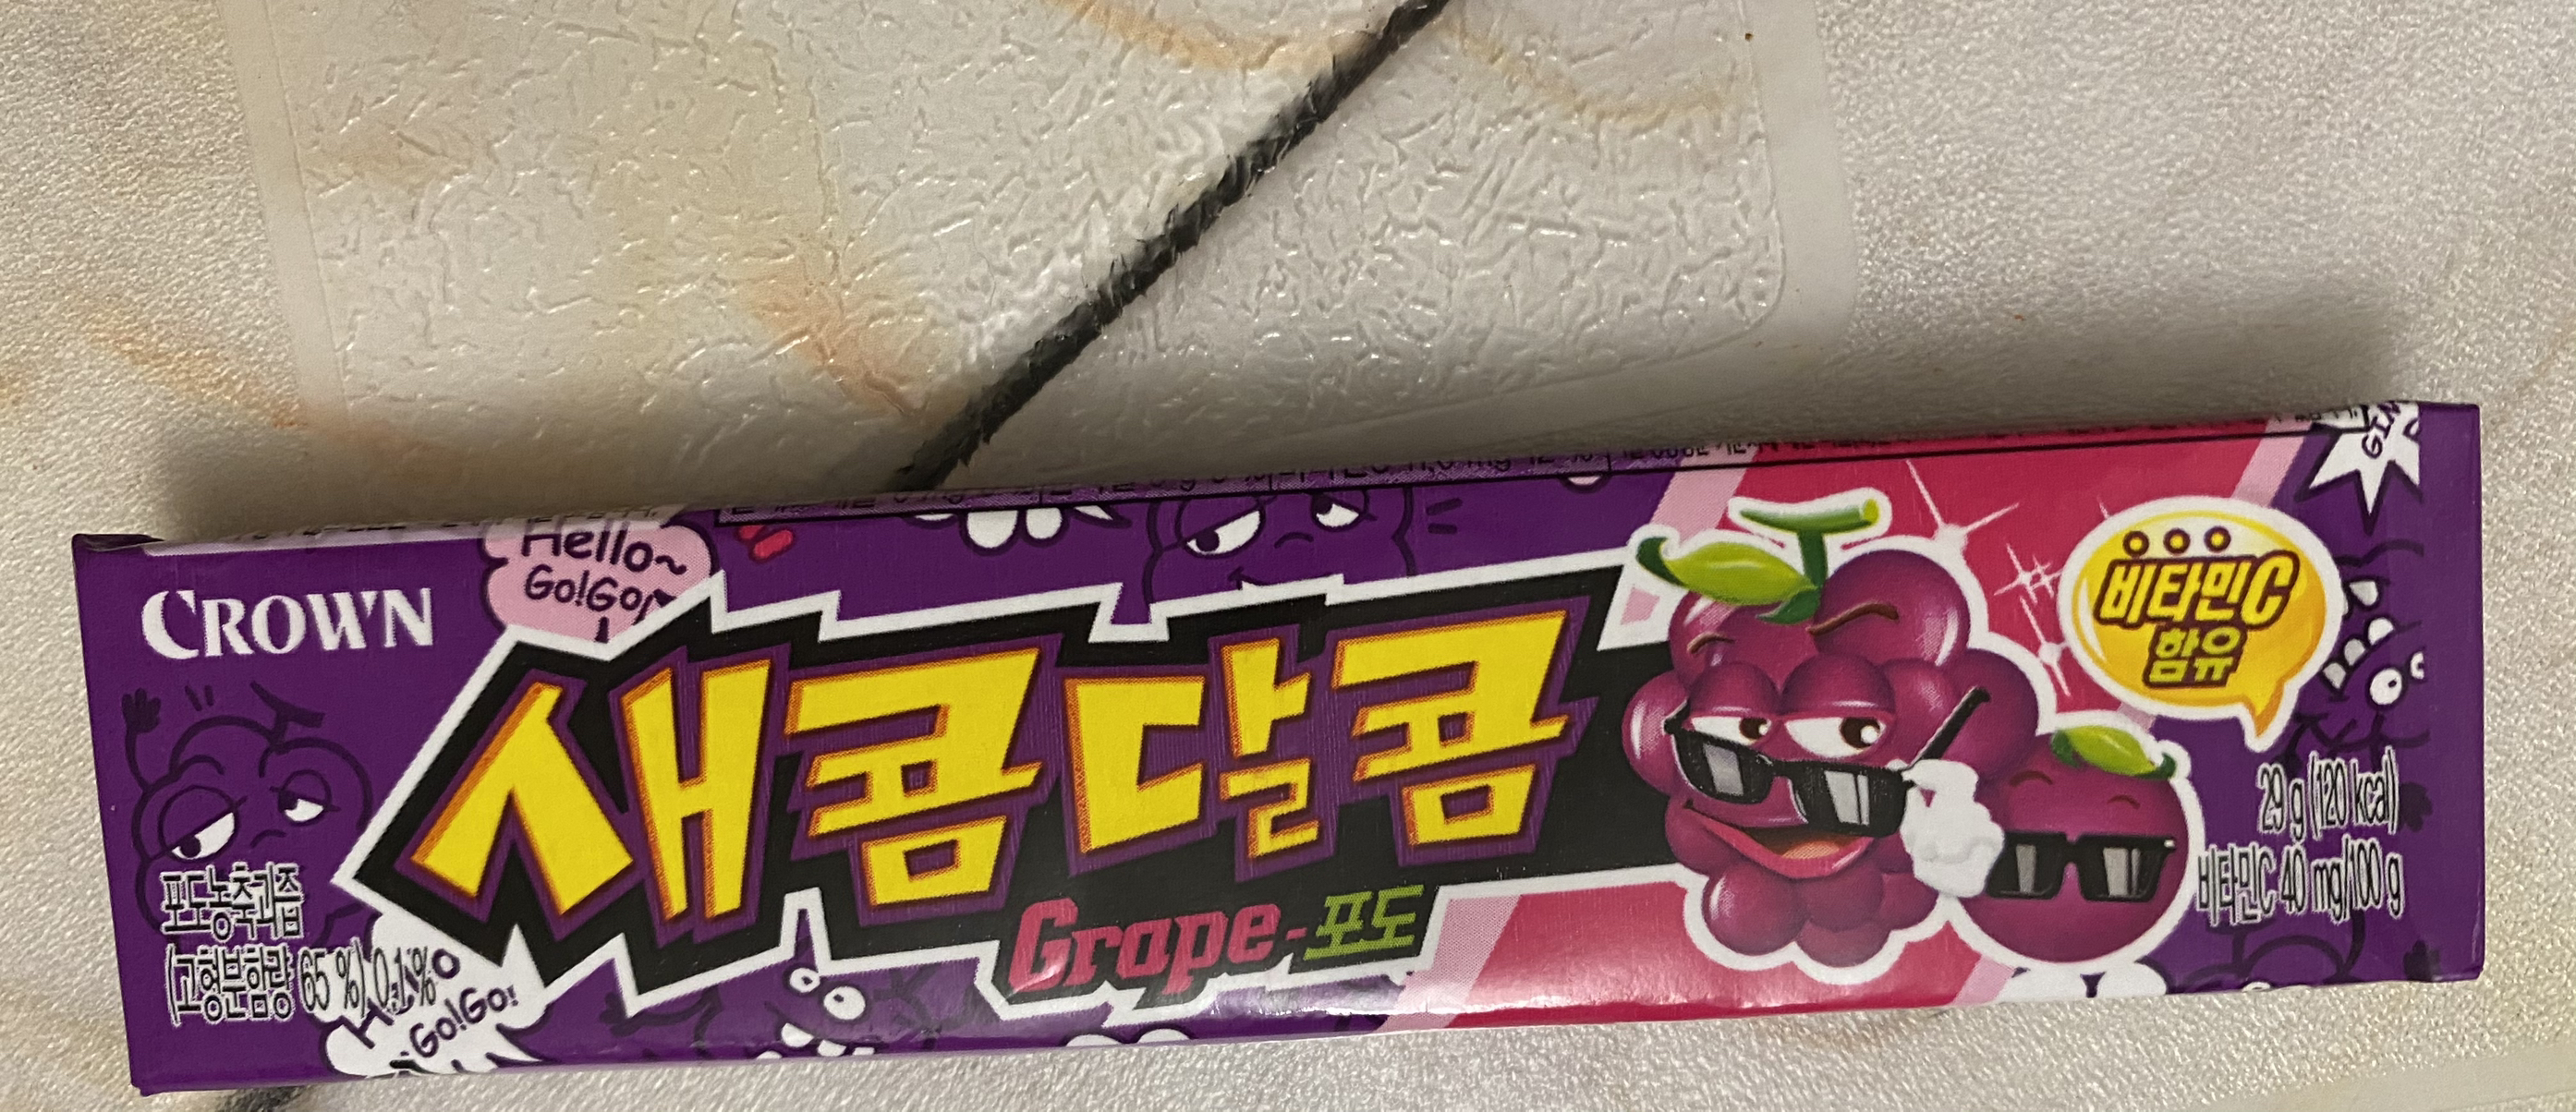 CROWN
Hello~
Go!Go!
새콤달콤
Grape-포도
비타민C
함유
29 g (120 kcal)
비타민C 40 mg/100 g
포도농축과즙
(고형분함량 65 %) 0.1 %
Go!Go!